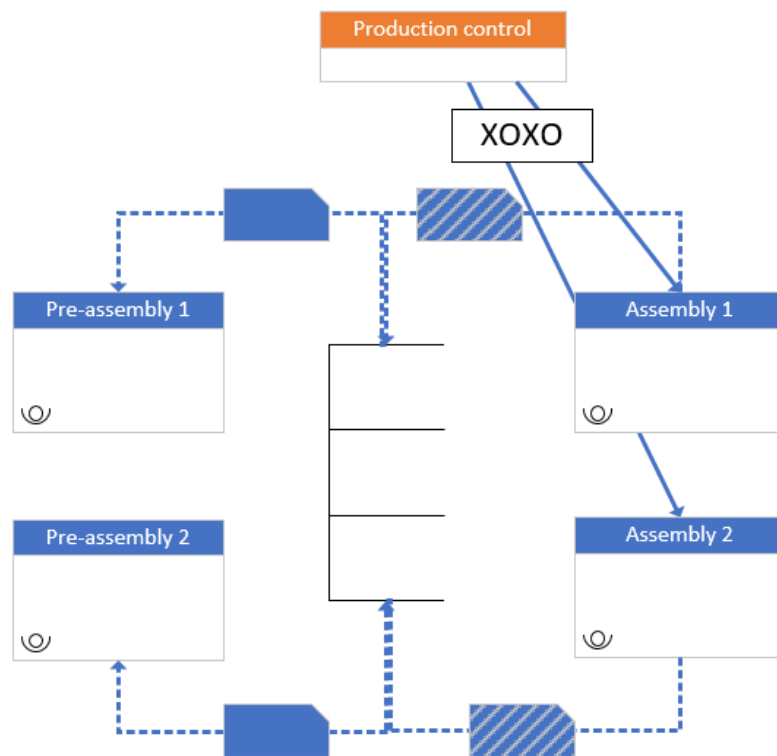 Production control
XOXO
Pre-assembly 1
Assembly 1
Pre-assembly 2
Assembly 2